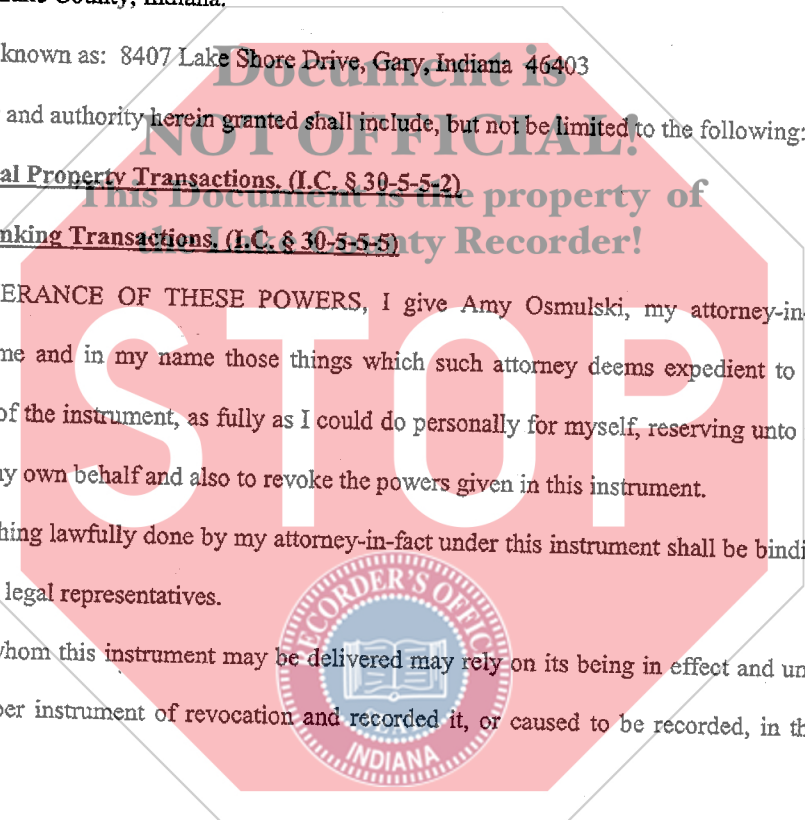 Lake County, Indiana.
known as: 8407 Lake Shore Drive, Gary, Indiana 46403
Document is
and authority herein granted shall include, but not be limited to the following:
NOT OFFICIAL!
al Property Transactions. (I.C. § 30-5-5-2)
This Document is the property of
nking Transactions. (I.C. § 30-5-5-5)
the Lake County Recorder!
ERANCE OF THESE POWERS, I give Amy Osmulski, my attorney-in-
me and in my name those things which such attorney deems expedient to
of the instrument, as fully as I could do personally for myself, reserving unto
y own behalf and also to revoke the powers given in this instrument.
STOP
hing lawfully done by my attorney-in-fact under this instrument shall be bindi
legal representatives.
RECORDER'S OFFICE
whom this instrument may be delivered may rely on its being in effect and un
per instrument of revocation and recorded it, or caused to be recorded, in th
SEAL
INDIANA